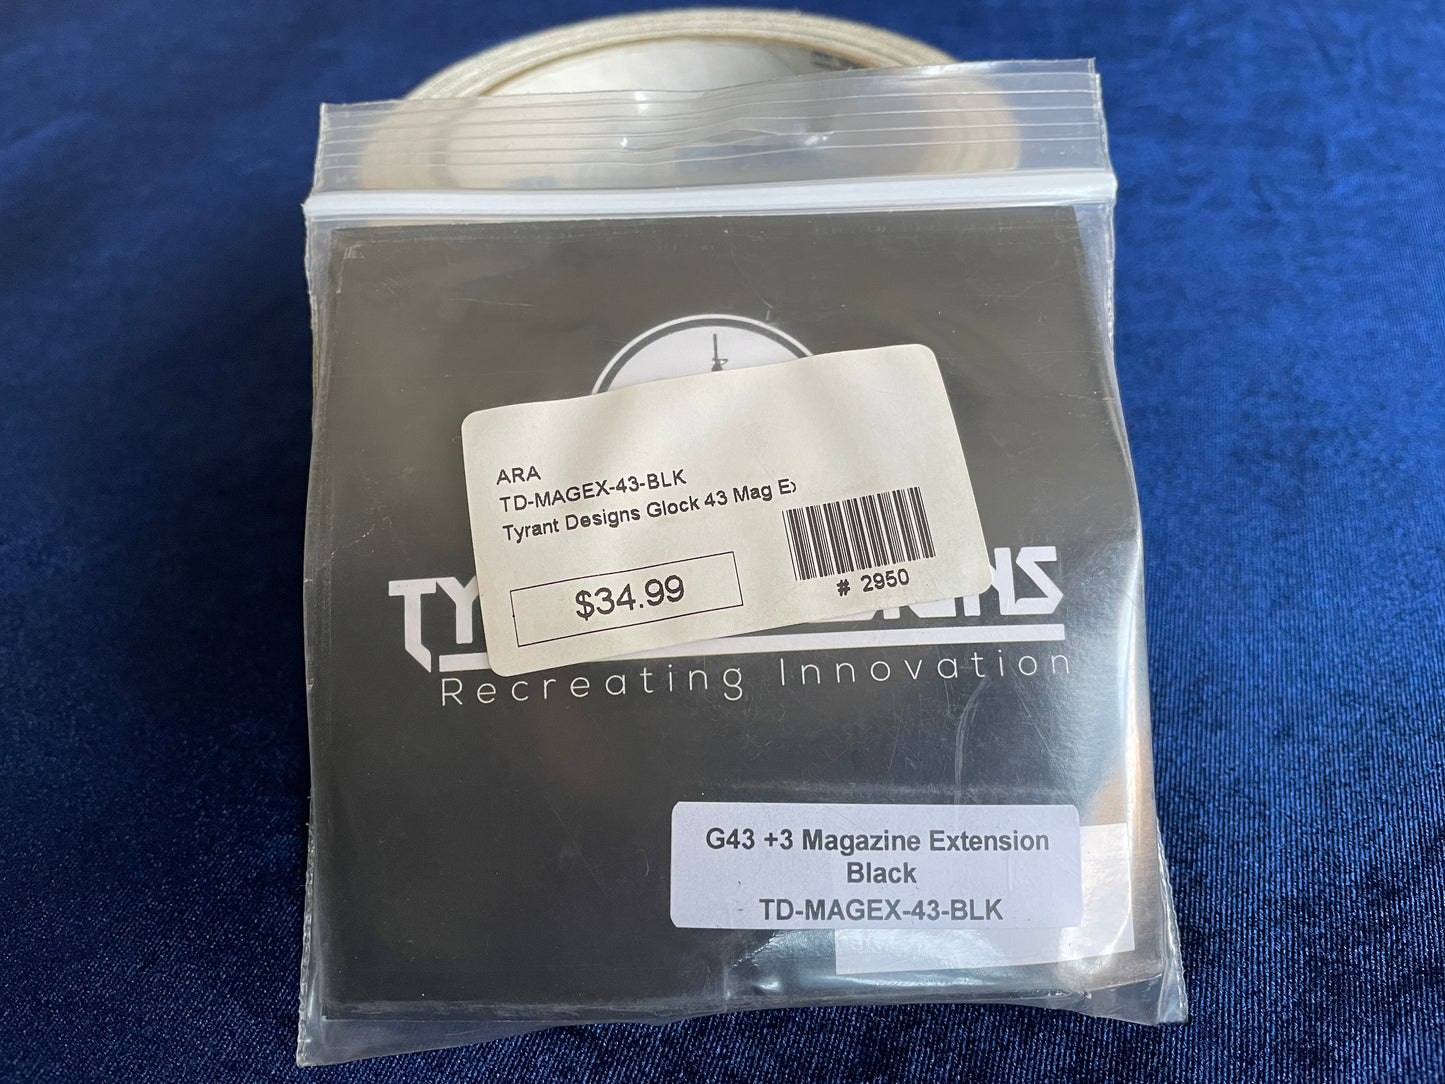 ARA
TD-MAGEX-43-BLK
Tyrant Designs Glock 43 Mag Ex
$34.99
# 2950
Recreating Innovation
G43 +3 Magazine Extension
Black
TD-MAGEX-43-BLK